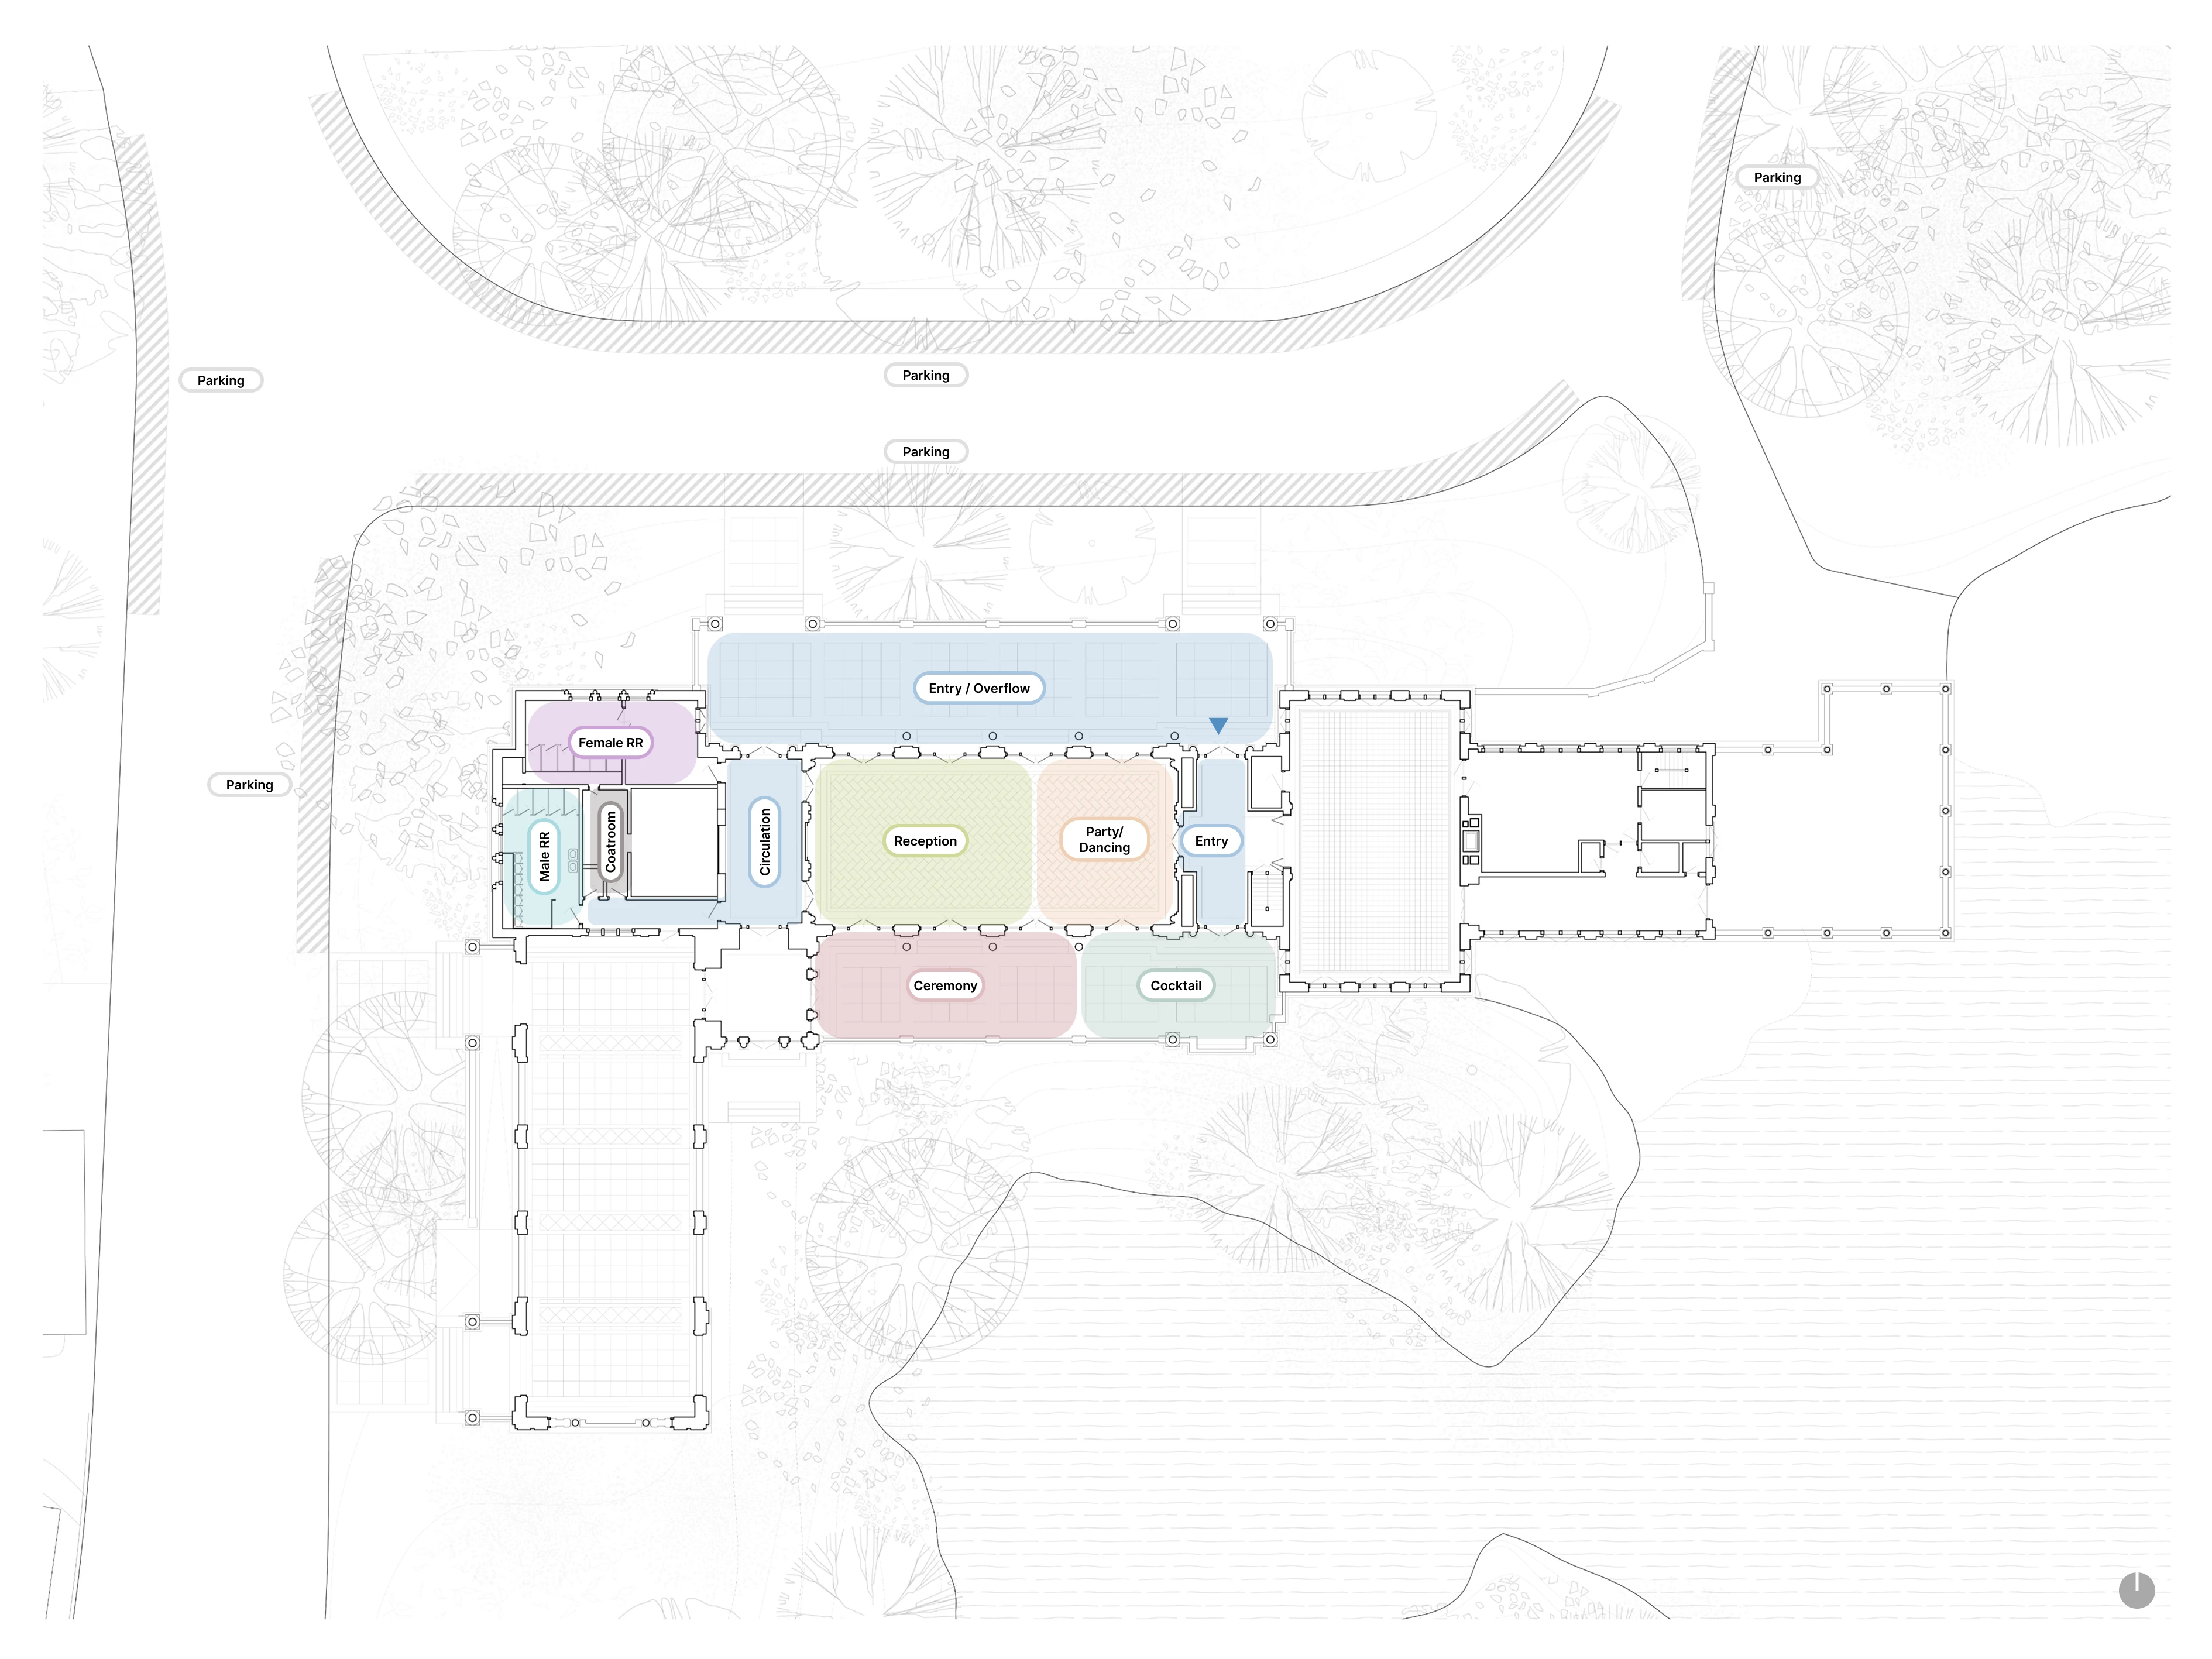 Parking
Parking
Parking
Parking
Entry / Overflow
Female RR
Parking
Male RR
Coatroom
Circulation
Reception
Party/
Dancing
Entry
Ceremony
Cocktail